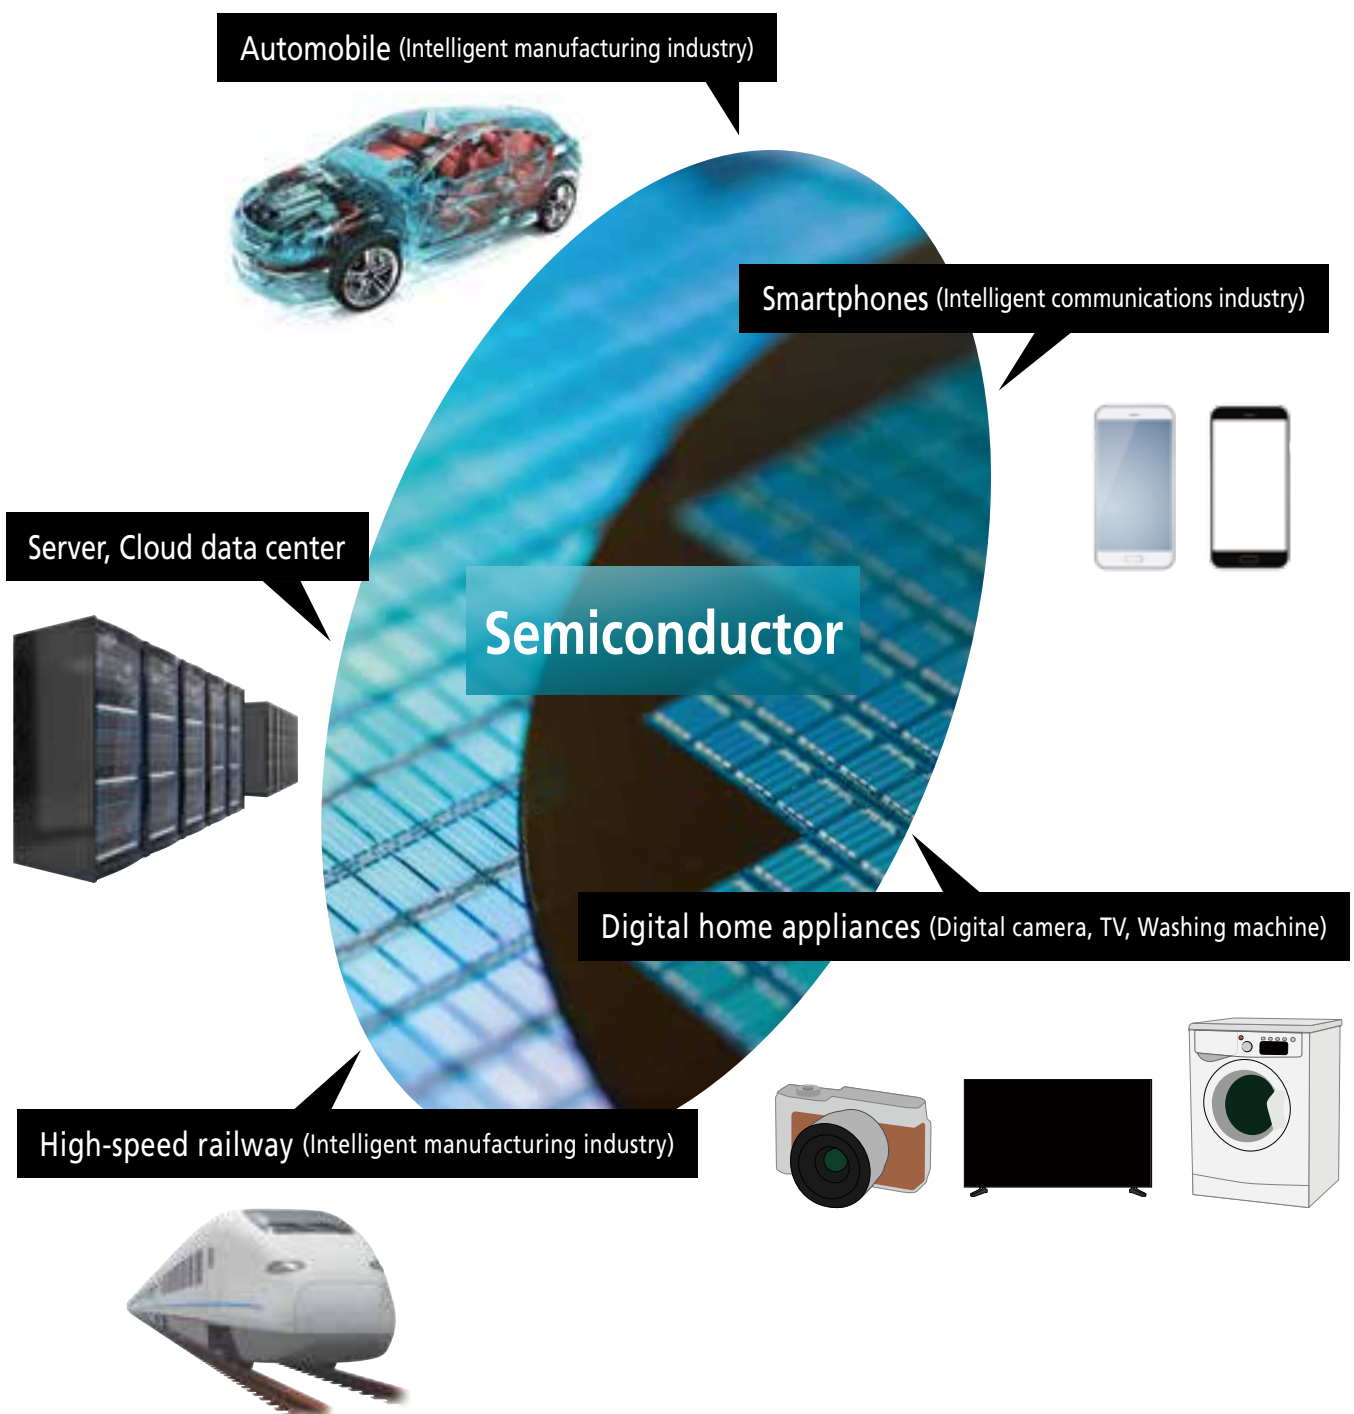 Automobile (Intelligent manufacturing industry)
Smartphones (Intelligent communications industry)
Server, Cloud data center
Semiconductor
Digital home appliances (Digital camera, TV, Washing machine)
High-speed railway (Intelligent manufacturing industry)